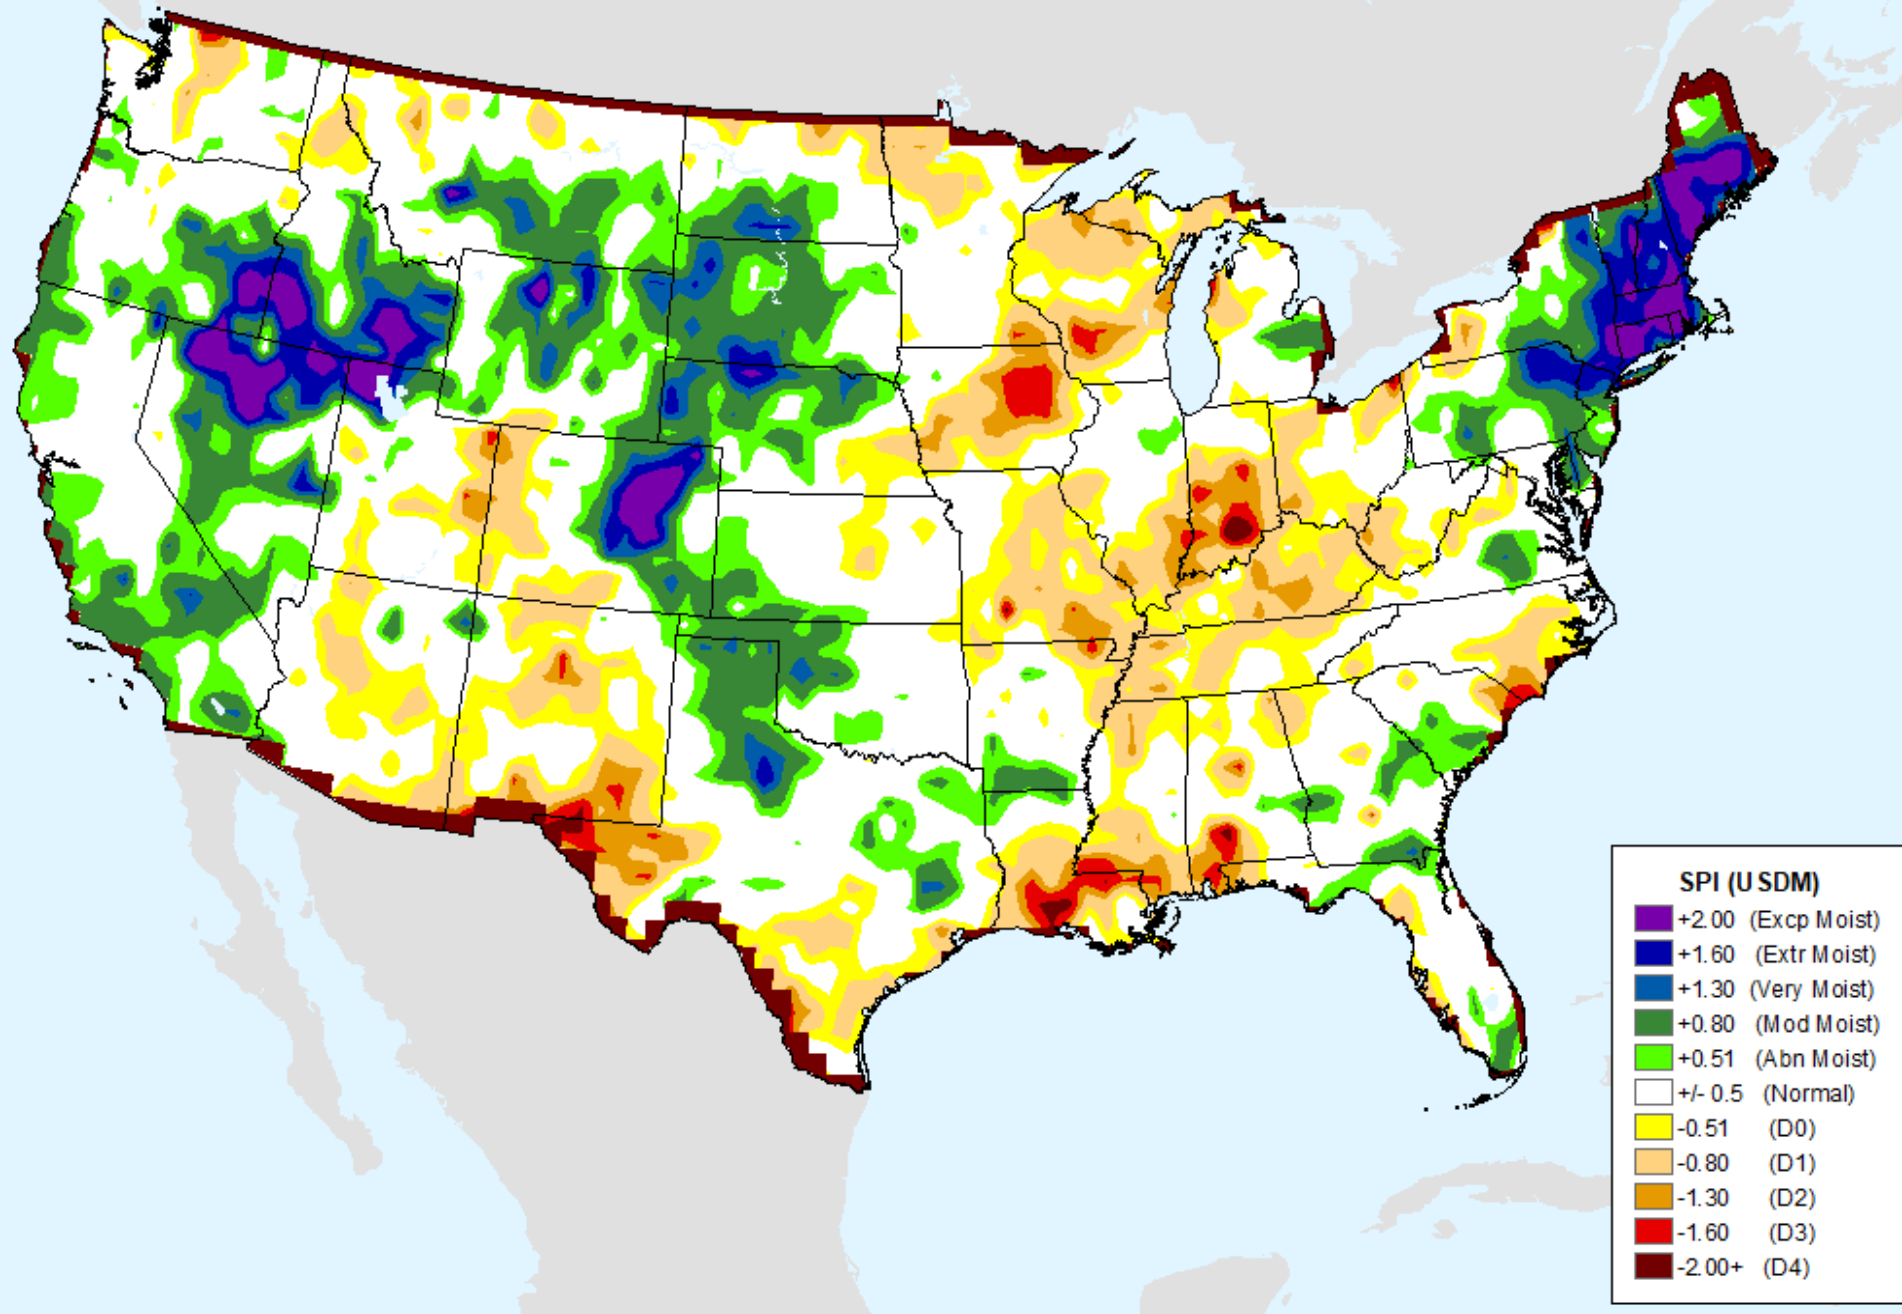 SPI (USDM)
+2.00 (Excp Moist)
+1.60 (Extr Moist)
+1.30 (Very Moist)
+0.80 (Mod Moist)
+0.51 (Abn Moist)
+/- 0.5 (Normal)
-0.51 (D0)
-0.80 (D1)
-1.30 (D2)
-1.60 (D3)
-2.00+ (D4)